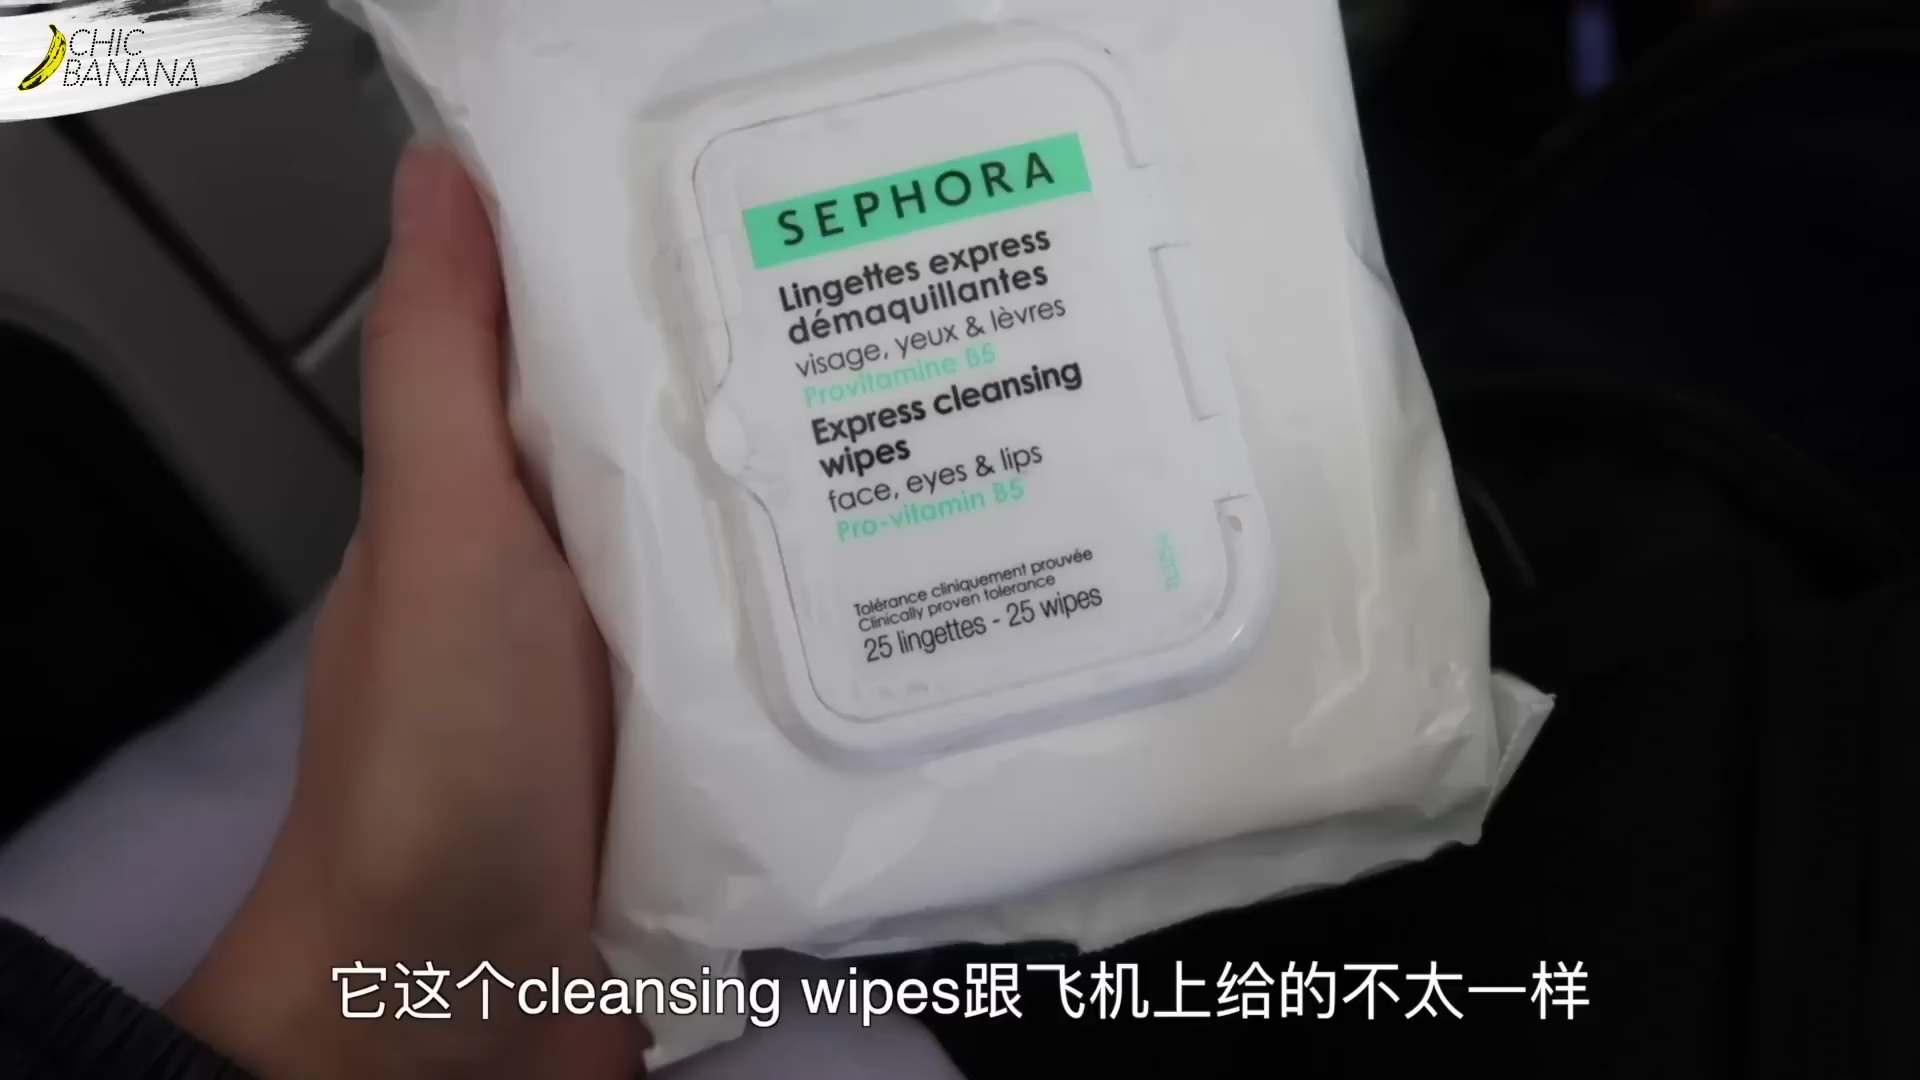 CHIC
BANANA
SEPHORA
Lingettes express
démaquillantes
visage, yeux & lèvres
Provitamine B5
Express cleansing
wipes
face, eyes & lips
Pro-vitamin B5
Tolérance cliniquement prouvée
Clinically proven tolerance
25 lingettes - 25 wipes
它这个cleansing wipes跟飞机上给的不太一样